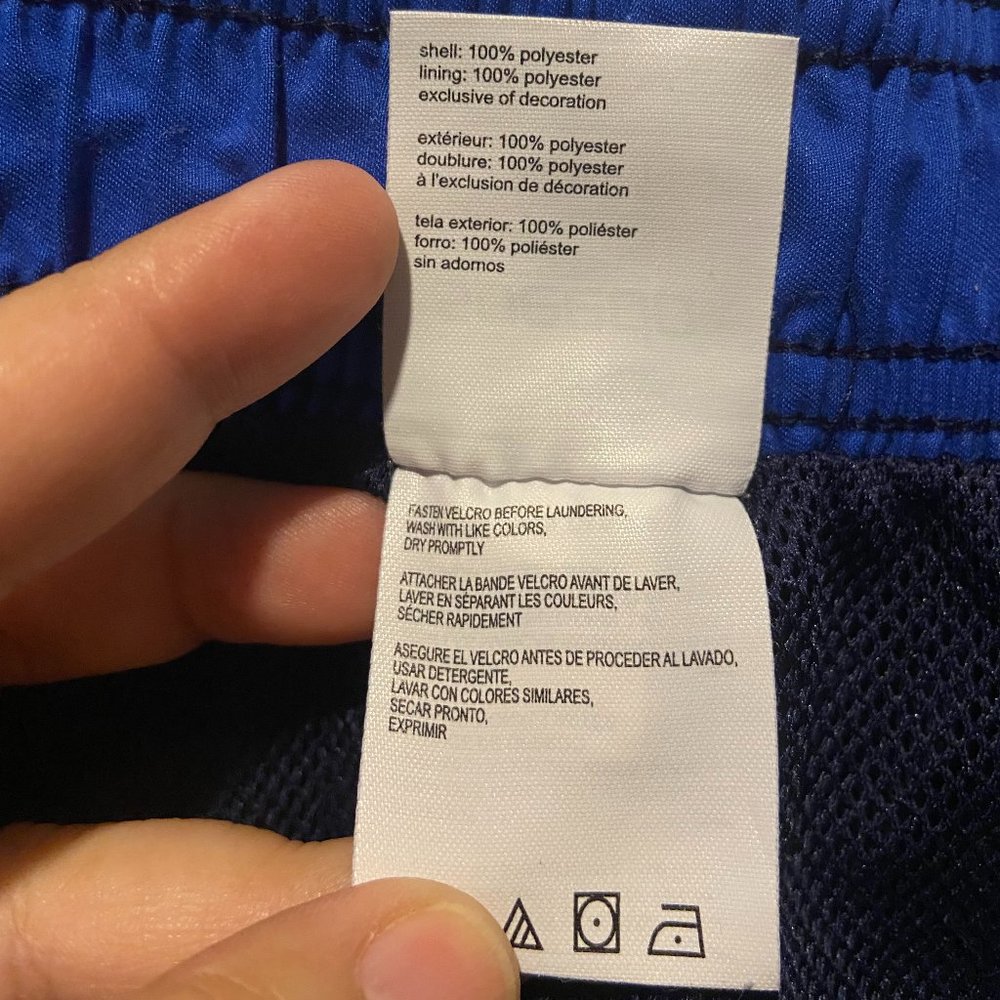 shell: 100% polyester
lining: 100% polyester
exclusive of decoration
extérieur: 100% polyester
doublure: 100% polyester
à l'exclusion de décoration
tela exterior: 100% poliéster
forro: 100% poliéster
sin adornos
FASTEN VELCRO BEFORE LAUNDERING,
WASH WITH LIKE COLORS,
DRY PROMPTLY
ATTACHER LA BANDE VELCRO AVANT DE LAVER,
LAVER EN SÉPARANT LES COULEURS,
SÉCHER RAPIDEMENT
ASEGURE EL VELCRO ANTES DE PROCEDER AL LAVADO,
USAR DETERGENTE,
LAVAR CON COLORES SIMILARES,
SECAR PRONTO,
EXPRIMIR